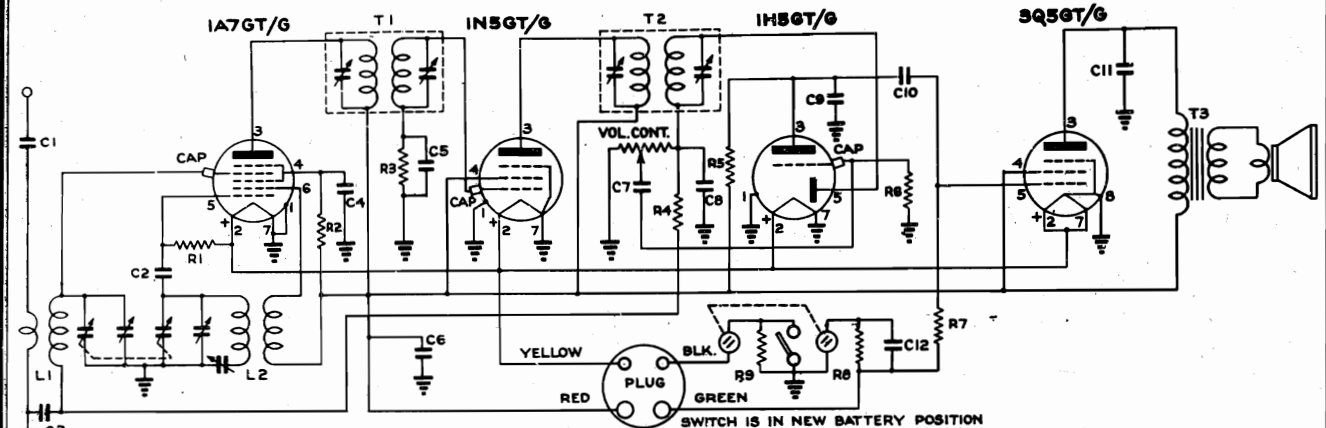 1A7GT/G
T1
1N5GT/G
T2
1H5GT/G
3Q5GT/G
C1
CAP
3
4
6
5
1
+
2
7
R1
C2
R2
C4
R3
C5
3
4
CAP
1
+
2
7
VOL. CONT.
C7
R4
C8
R5
3
CAP
1
+
2
7
5
C9
C10
R6
3
4
5
2
7
8
C11
T3
L1
L2
C6
YELLOW
RED
PLUG
BLK.
GREEN
R9
R8
C12
R7
SWITCH IS IN NEW BATTERY POSITION